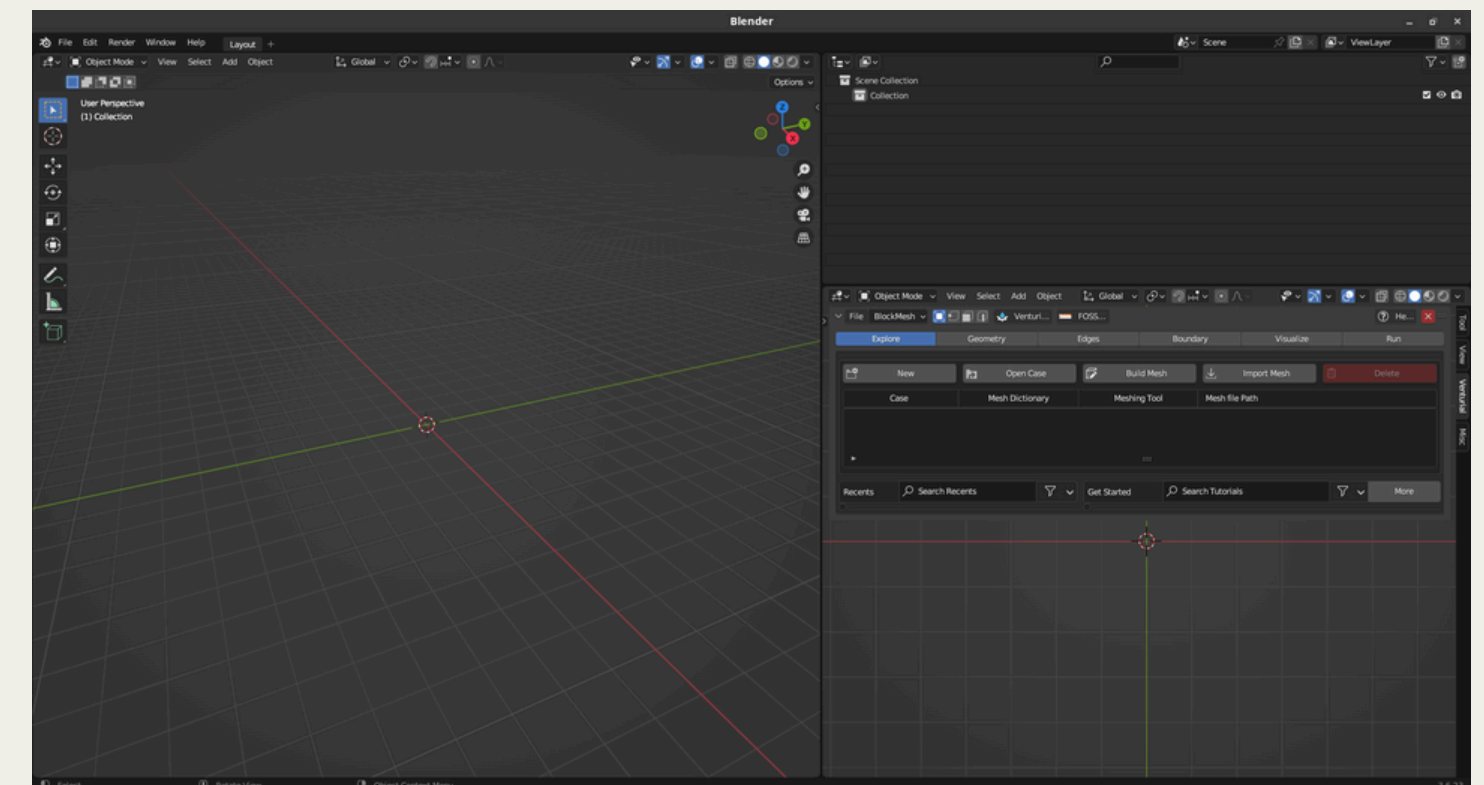 Blender
File Edit Render Window Help Layout + Scene ViewLayer
Object Mode View Select Add Object Global
Options
User Perspective
(1) Collection
Z
Y
X
Scene Collection
Collection
Object Mode View Select Add Object Global
File BlockMesh Venturi... FOSS... He...
Explore Geometry Edges Boundary Visualize Run
New Open Case Build Mesh Import Mesh Delete
Case Mesh Dictionary Meshing Tool Mesh file Path
Recents Search Recents Get Started Search Tutorials More
Tool
View
Venturial
Misc